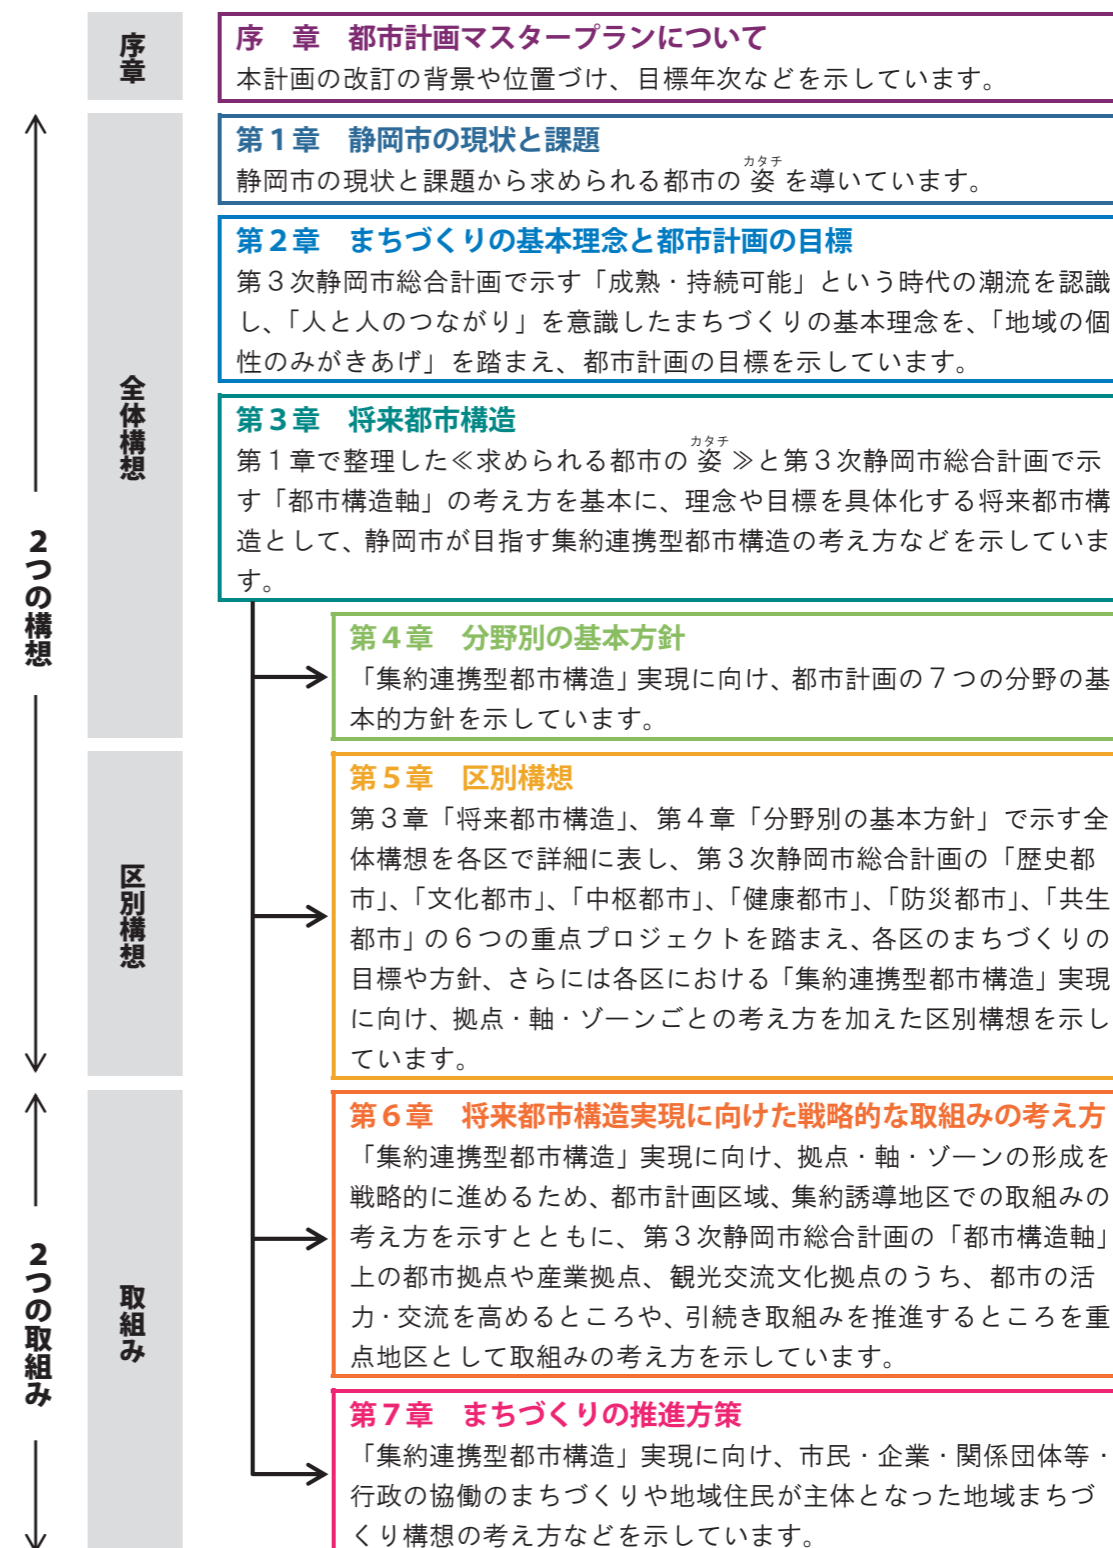 序章
序　章　都市計画マスタープランについて
本計画の改訂の背景や位置づけ、目標年次などを示しています。
2つの構想
全体構想
第1章　静岡市の現状と課題
カタチ
静岡市の現状と課題から求められる都市の姿を導いています。
第2章　まちづくりの基本理念と都市計画の目標
第3次静岡市総合計画で示す「成熟・持続可能」という時代の潮流を認識
し、「人と人のつながり」を意識したまちづくりの基本理念を、「地域の個
性のみがきあげ」を踏まえ、都市計画の目標を示しています。
第3章　将来都市構造
カタチ
第1章で整理した≪求められる都市の姿≫と第3次静岡市総合計画で示
す「都市構造軸」の考え方を基本に、理念や目標を具体化する将来都市構
造として、静岡市が目指す集約連携型都市構造の考え方などを示していま
す。
第4章　分野別の基本方針
「集約連携型都市構造」実現に向け、都市計画の7つの分野の基
本的方針を示しています。
区別構想
第5章　区別構想
第3章「将来都市構造」、第4章「分野別の基本方針」で示す全
体構想を各区で詳細に表し、第3次静岡市総合計画の「歴史都
市」、「文化都市」、「中枢都市」、「健康都市」、「防災都市」、「共生
都市」の6つの重点プロジェクトを踏まえ、各区のまちづくりの
目標や方針、さらには各区における「集約連携型都市構造」実現
に向け、拠点・軸・ゾーンごとの考え方を加えた区別構想を示し
ています。
2つの取組み
取組み
第6章　将来都市構造実現に向けた戦略的な取組みの考え方
「集約連携型都市構造」実現に向け、拠点・軸・ゾーンの形成を
戦略的に進めるため、都市計画区域、集約誘導地区での取組みの
考え方を示すとともに、第3次静岡市総合計画の「都市構造軸」
上の都市拠点や産業拠点、観光交流文化拠点のうち、都市の活
力・交流を高めるところや、引続き取組みを推進するところを重
点地区として取組みの考え方を示しています。
第7章　まちづくりの推進方策
「集約連携型都市構造」実現に向け、市民・企業・関係団体等・
行政の協働のまちづくりや地域住民が主体となった地域まちづ
くり構想の考え方などを示しています。